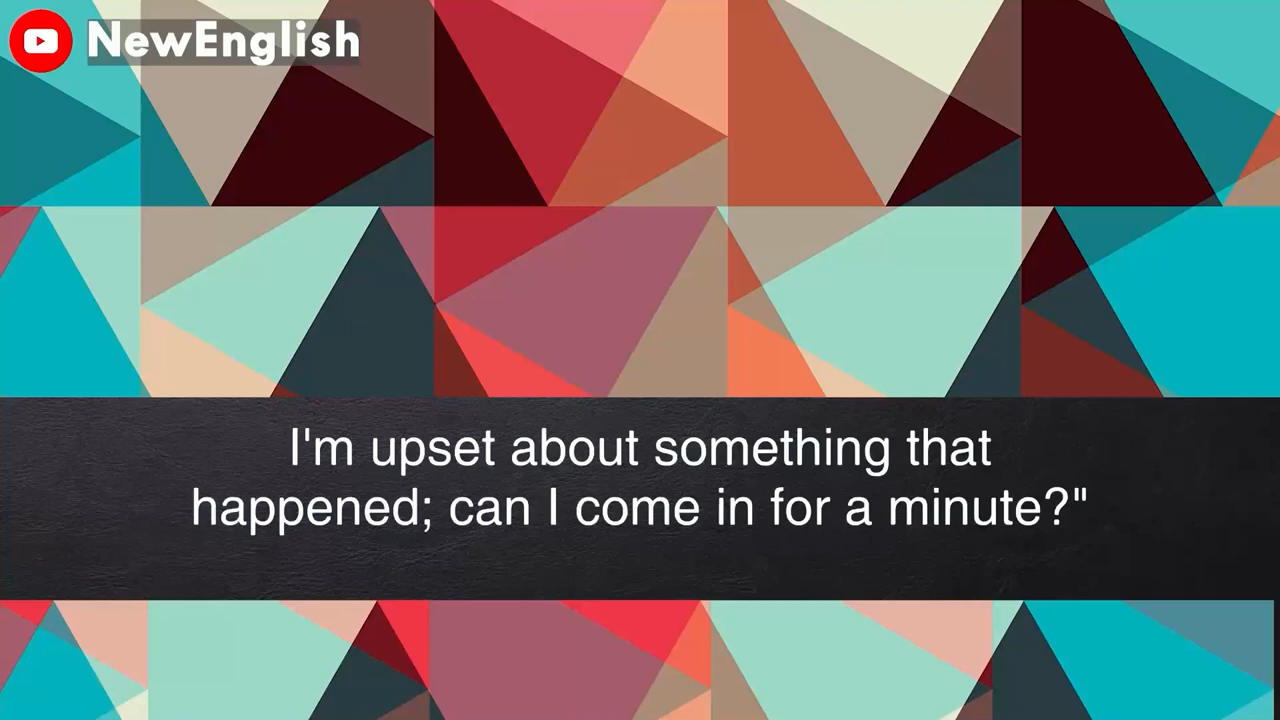 NewEnglish
I'm upset about something that
happened; can I come in for a minute?"